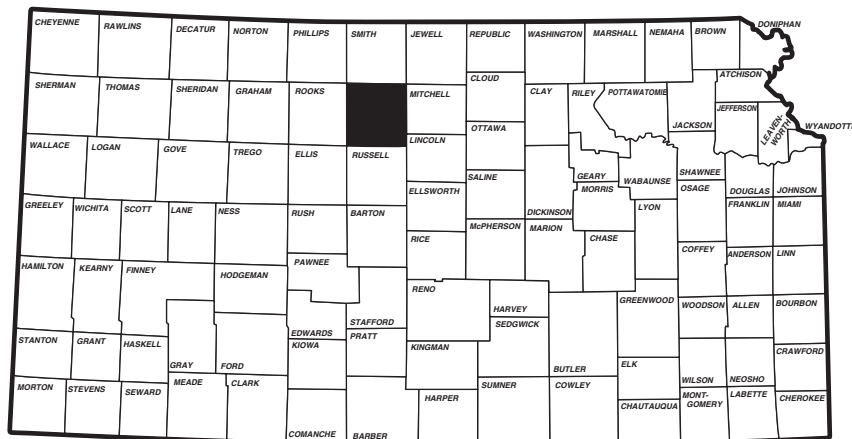 CHEYENNE
RAWLINS
DECATUR
NORTON
PHILLIPS
SMITH
JEWELL
REPUBLIC
WASHINGTON
MARSHALL
NEMAHA
BROWN
DONIPHAN
SHERMAN
THOMAS
SHERIDAN
GRAHAM
ROOKS
MITCHELL
CLOUD
CLAY
RILEY
POTTAWATOMIE
JACKSON
ATCHISON
JEFFERSON
LEAVEN-
WORTH
WYANDOTT
WALLACE
LOGAN
GOVE
TREGO
ELLIS
RUSSELL
LINCOLN
OTTAWA
SALINE
DICKINSON
GEARY
MORRIS
WABAUNSE
SHAWNEE
OSAGE
DOUGLAS
JOHNSON
GREELEY
WICHITA
SCOTT
LANE
NESS
RUSH
BARTON
ELLSWORTH
RICE
McPHERSON
MARION
CHASE
LYON
COFFEY
FRANKLIN
MIAMI
ANDERSON
LINN
HAMILTON
KEARNY
FINNEY
HODGEMAN
PAWNEE
STAFFORD
EDWARDS
RENO
HARVEY
SEDGWICK
BUTLER
GREENWOOD
WOODSON
ALLEN
BOURBON
STANTON
GRANT
HASKELL
GRAY
FORD
KIOWA
PRATT
KINGMAN
ELK
WILSON
NEOSHO
CRAWFORD
MORTON
STEVENS
SEWARD
MEADE
CLARK
COMANCHE
BARBER
HARPER
SUMNER
COWLEY
CHAUTAUQUA
MONT-
GOMERY
LABETTE
CHEROKEE